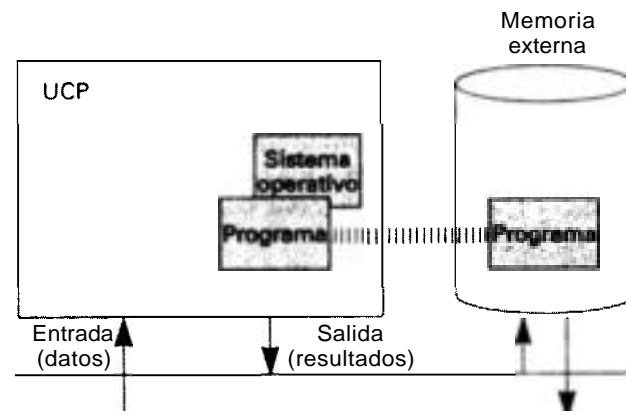 Memoria
externa
UCP
Sistema
operativo
Programa
Programa
Entrada
(datos)
Salida
(resultados)